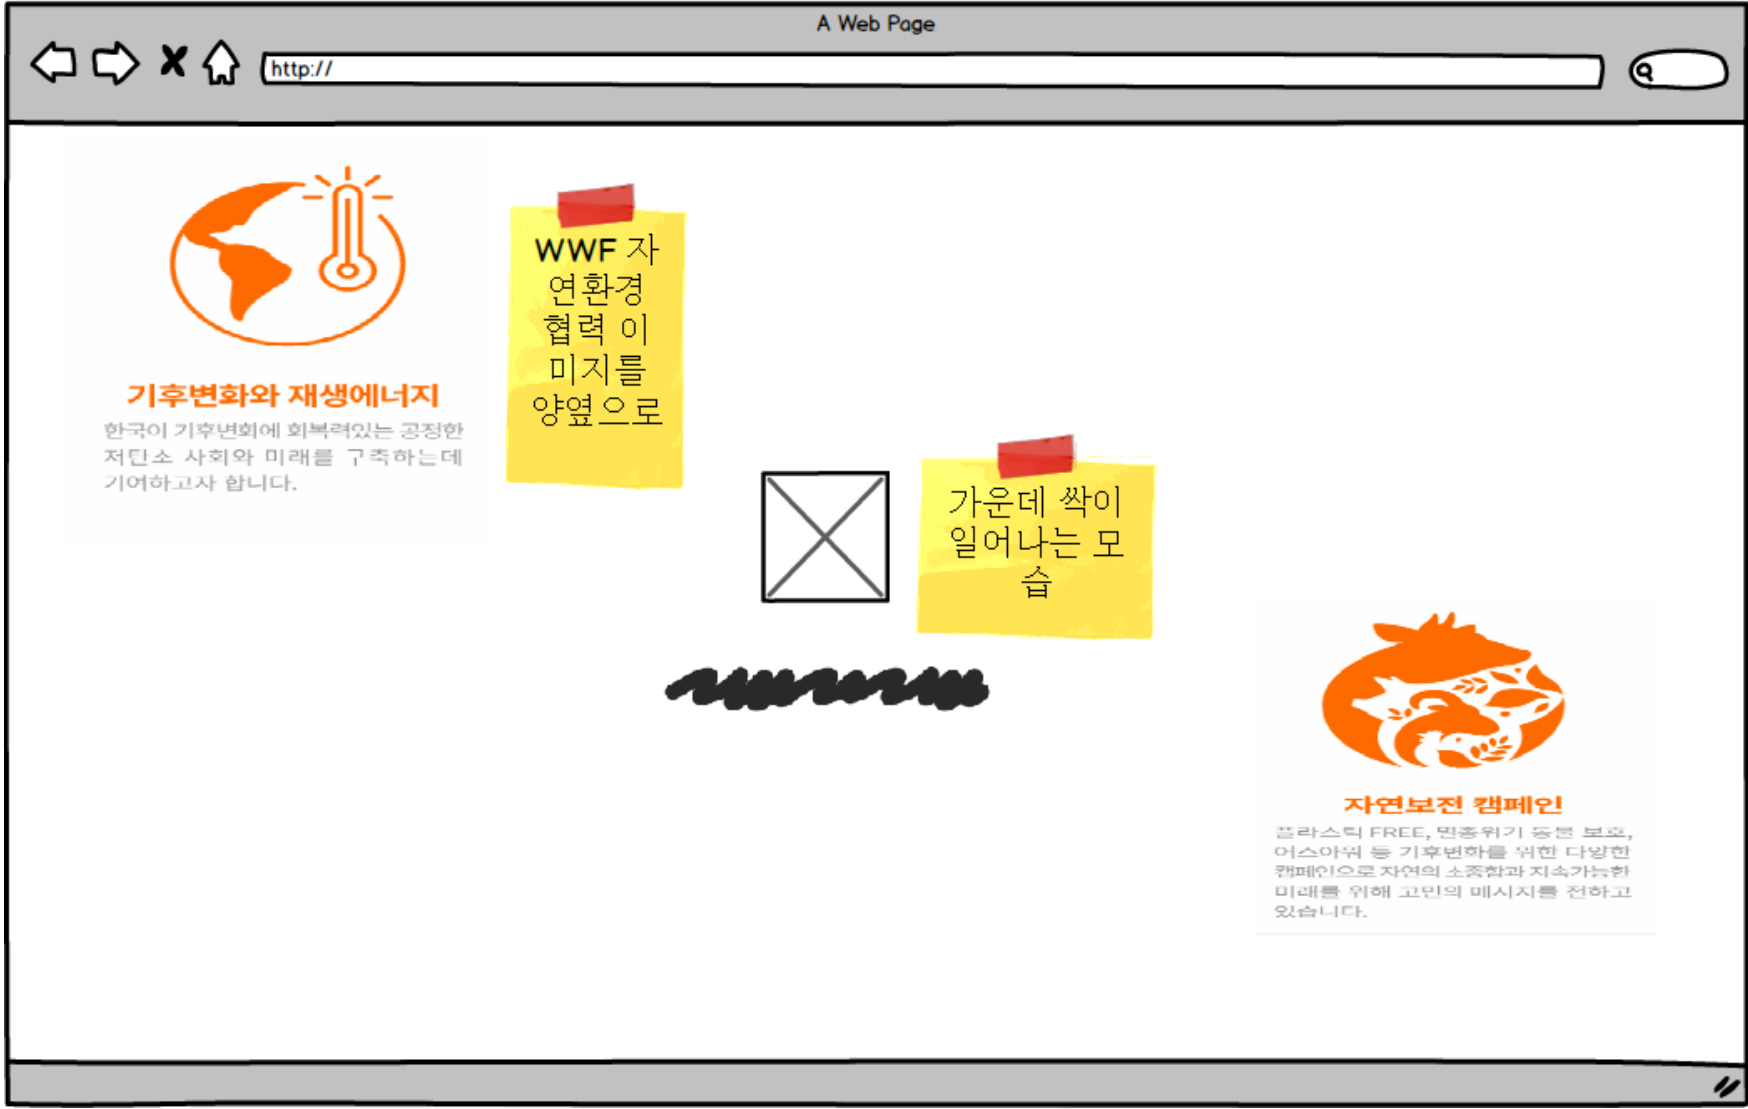 A Web Page
http://
WWF 자
연환경
협력 이
미지를
양옆으로
기후변화와 재생에너지
한국이 기후변화에 회복력있는 공정한
저탄소 사회와 미래를 구축하는데
기여하고자 합니다.
가운데 싹이
일어나는 모
습
자연보전 캠페인
플라스틱 FREE, 멸종위기 동물 보호,
어스아워 등 기후변화를 위한 다양한
캠페인으로 자연의 소중함과 지속가능한
미래를 위해 고민의 메시지를 전하고
있습니다.